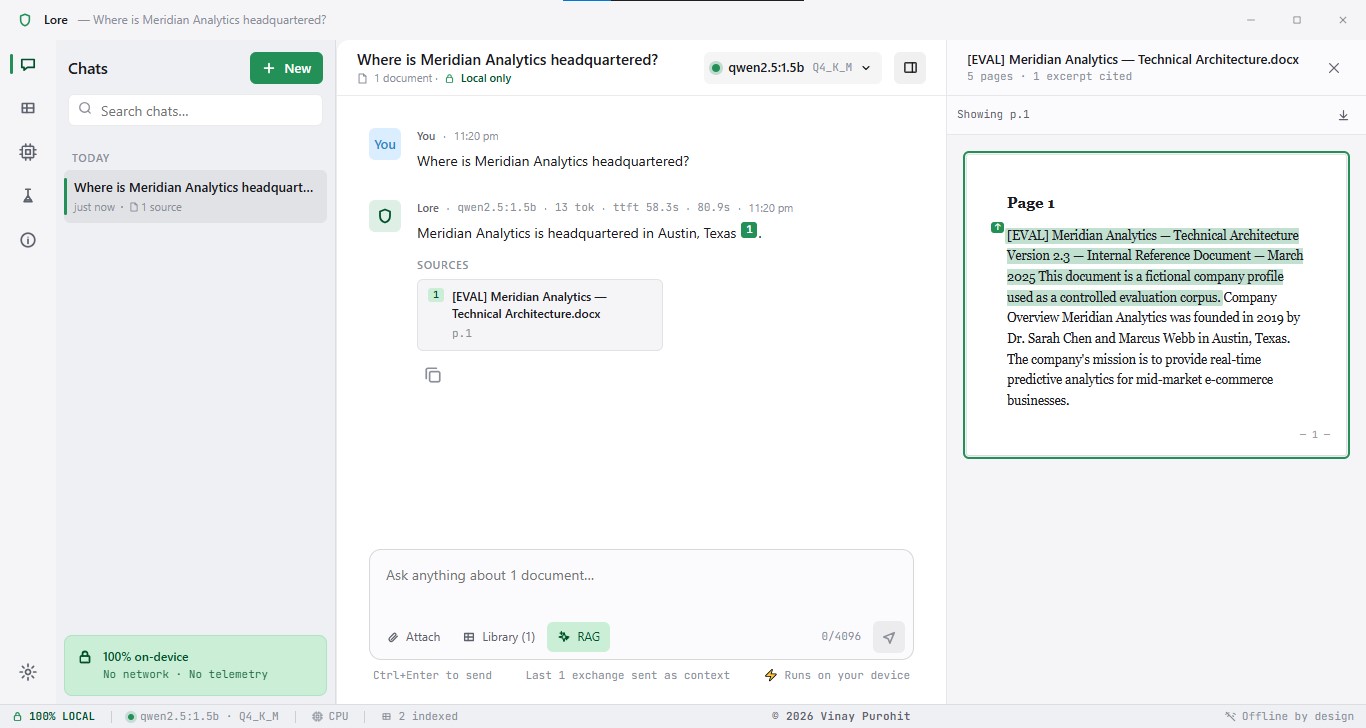 Lore — Where is Meridian Analytics headquartered?
Chats
New
Search chats...
TODAY
Where is Meridian Analytics headquart...
just now · 1 source
100% on-device
No network · No telemetry
Where is Meridian Analytics headquartered?
1 document · Local only
qwen2.5:1.5b Q4_K_M
You
You · 11:20 pm
Where is Meridian Analytics headquartered?
Lore · qwen2.5:1.5b · 13 tok · ttft 58.3s · 80.9s · 11:20 pm
Meridian Analytics is headquartered in Austin, Texas 1.
SOURCES
1 [EVAL] Meridian Analytics —
Technical Architecture.docx
p.1
Ask anything about 1 document...
Attach Library (1) RAG 0/4096
Ctrl+Enter to send Last 1 exchange sent as context ⚡ Runs on your device
[EVAL] Meridian Analytics — Technical Architecture.docx
5 pages · 1 excerpt cited
Showing p.1
Page 1
[EVAL] Meridian Analytics — Technical Architecture
Version 2.3 — Internal Reference Document — March
2025 This document is a fictional company profile
used as a controlled evaluation corpus. Company
Overview Meridian Analytics was founded in 2019 by
Dr. Sarah Chen and Marcus Webb in Austin, Texas.
The company's mission is to provide real-time
predictive analytics for mid-market e-commerce
businesses.
— 1 —
100% LOCAL qwen2.5:1.5b · Q4_K_M CPU 2 indexed © 2026 Vinay Purohit Offline by design